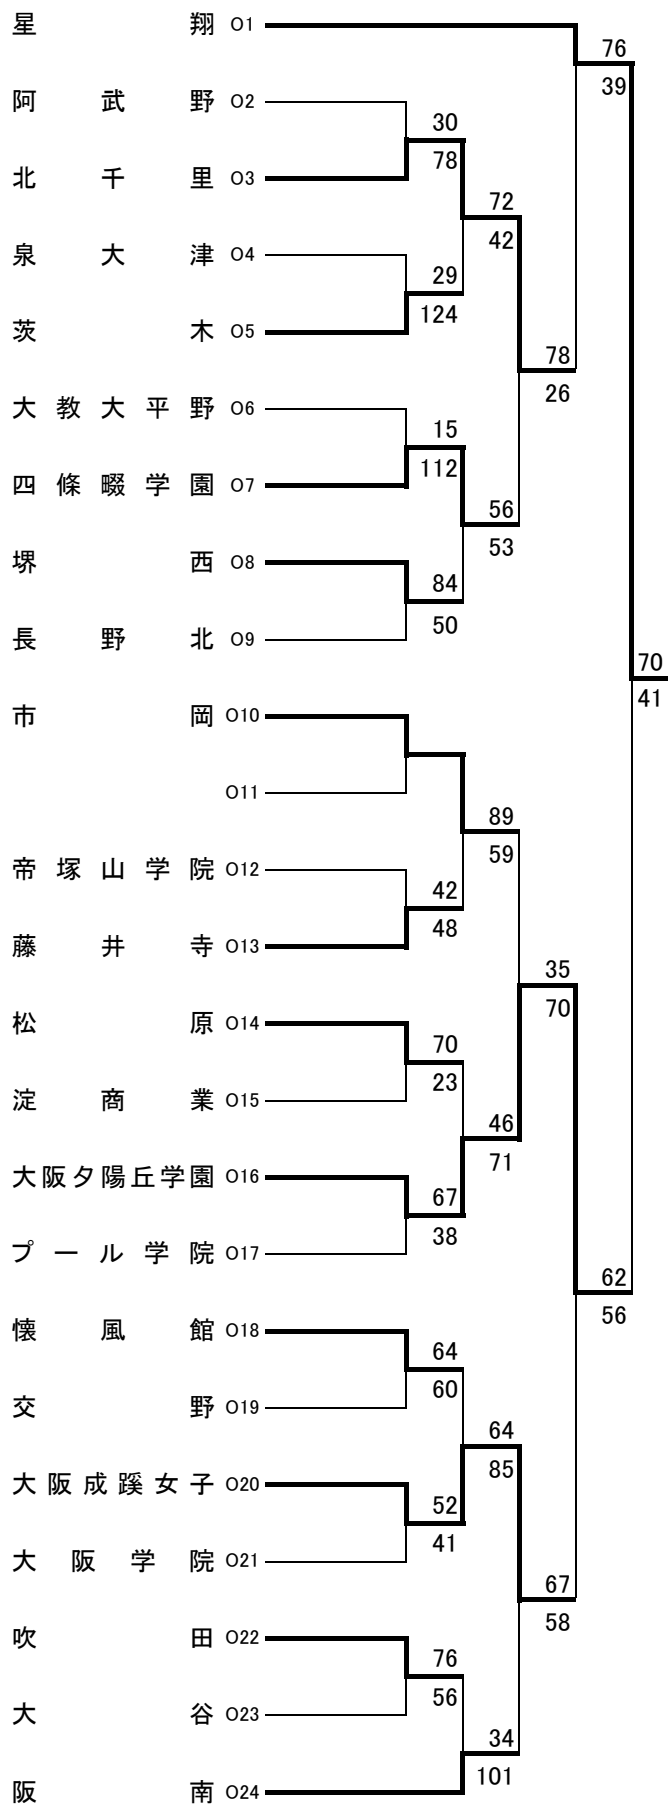 星翔 O1
76
39
阿武野 O2
30
78
北千里 O3
72
42
泉大津 O4
29
124
茨木 O5
78
26
大教大平野 O6
15
112
四條畷学園 O7
56
53
堺西 O8
84
50
長野北 O9
70
41
市岡 O10
O11
89
59
帝塚山学院 O12
42
48
藤井寺 O13
35
70
松原 O14
70
23
淀商業 O15
46
71
大阪夕陽丘学園 O16
67
38
プール学院 O17
62
56
懐風館 O18
64
60
交野 O19
64
85
大阪成蹊女子 O20
52
41
大阪学院 O21
67
58
吹田 O22
76
56
大谷 O23
34
101
阪南 O24